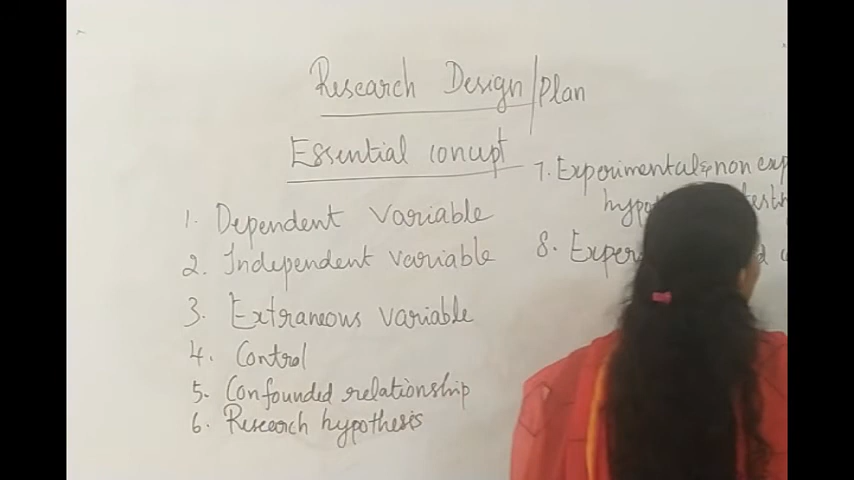 Research Design/Plan
Essential concept
1. Dependent variable
2. Independent variable
3. Extraneous variable
4. Control
5. Confounded relationship
6. Research hypothesis
7. Experimental & non
8.